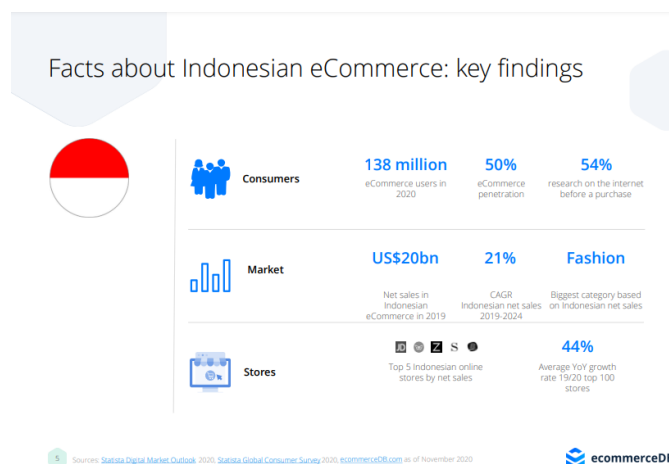 Facts about Indonesian eCommerce: key findings
Consumers
138 million
eCommerce users in
2020
50%
eCommerce
penetration
54%
research on the internet
before a purchase
Market
US$20bn
Net sales in
Indonesian
eCommerce in 2019
21%
CAGR
Indonesian net sales
2019-2024
Fashion
Biggest category based
on Indonesian net sales
Stores
JD
Z
S
Top 5 Indonesian online
stores by net sales
44%
Average YoY growth
rate 19/20 top 100
stores
5
Sources: Statista Digital Market Outlook 2020, Statista Global Consumer Survey 2020, ecommerceDB.com as of November 2020
ecommerceD